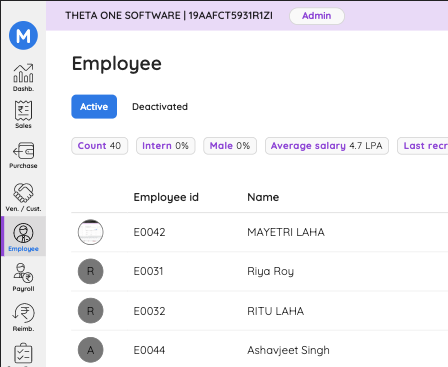 THETA ONE SOFTWARE | 19AAFCT5931R1ZI Admin
M
Employee
Dashb.
Active Deactivated
Sales
Count 40 Intern 0% Male 0% Average salary 4.7 LPA Last recr
Purchase
Employee id Name
Ven. / Cust.
E0042 MAYETRI LAHA
Employee
R E0031 Riya Roy
Payroll
R E0032 RITU LAHA
Reimb.
A E0044 Ashavjeet Singh